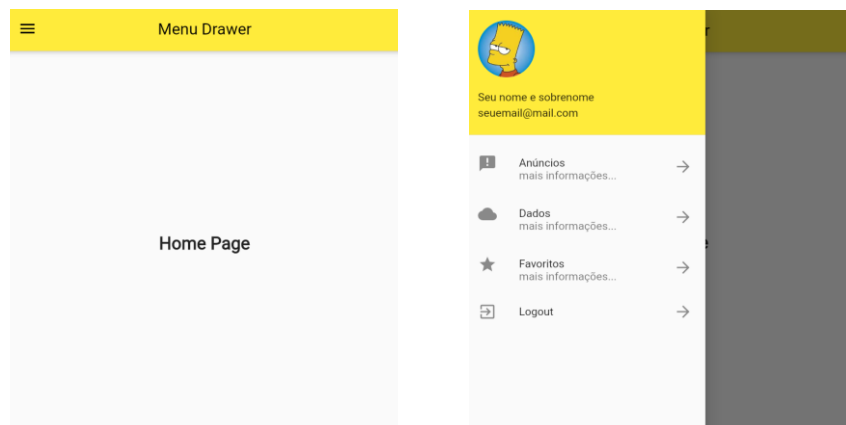 Menu Drawer
Home Page
r
Seu nome e sobrenome
seuemail@mail.com
Anúncios
mais informações...
Dados
mais informações...
e
Favoritos
mais informações...
Logout